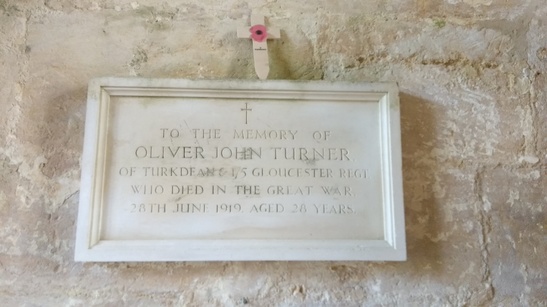 TO THE MEMORY OF
OLIVER JOHN TURNER
OF TURKDEAN & 1/5 GLOUCESTER REGT
WHO DIED IN THE GREAT WAR
28TH JUNE 1919. AGED 28 YEARS.